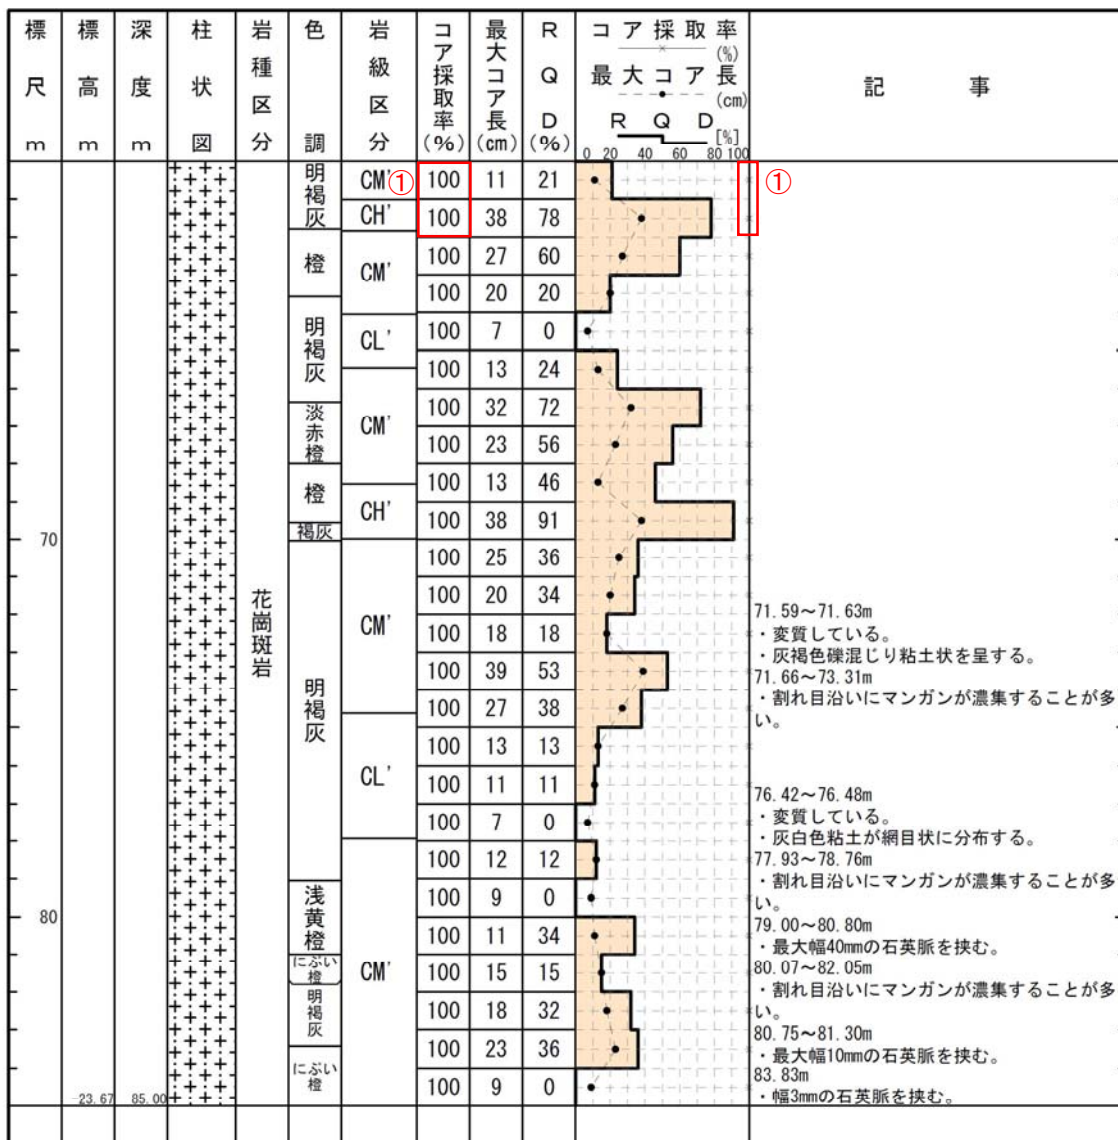 標尺 m
標高 m
深度 m
柱状図
岩種区分
色調
岩級区分
コア採取率(%)
最大コア長(cm)
RQD(%)
コア採取率
(%)
最大コア長
(cm)
RQD [%]
0 20 40 60 80 100
記事
明褐灰
橙
明褐灰
淡赤橙
橙
褐灰
明褐灰
浅黄橙
にぶい橙
明褐灰
にぶい橙
CM'
CH'
CM'
CL'
CM'
CH'
CM'
CL'
CM'
①
①
100 11 21
100 38 78
100 27 60
100 20 20
100 7 0
100 13 24
100 32 72
100 23 56
100 13 46
100 38 91
100 25 36
100 20 34
100 18 18
100 39 53
100 27 38
100 13 13
100 11 11
100 7 0
100 12 12
100 9 0
100 11 34
100 15 15
100 18 32
100 23 36
100 9 0
70
80
-23.67 85.00
花崗斑岩
71.59～71.63m
・変質している。
・灰褐色礫混じり粘土状を呈する。
71.66～73.31m
・割れ目沿いにマンガンが濃集することが多
い。
76.42～76.48m
・変質している。
・灰白色粘土が網目状に分布する。
77.93～78.76m
・割れ目沿いにマンガンが濃集することが多
い。
79.00～80.80m
・最大幅40mmの石英脈を挟む。
80.07～82.05m
・割れ目沿いにマンガンが濃集することが多
い。
80.75～81.30m
・最大幅10mmの石英脈を挟む。
83.83m
・幅3mmの石英脈を挟む。